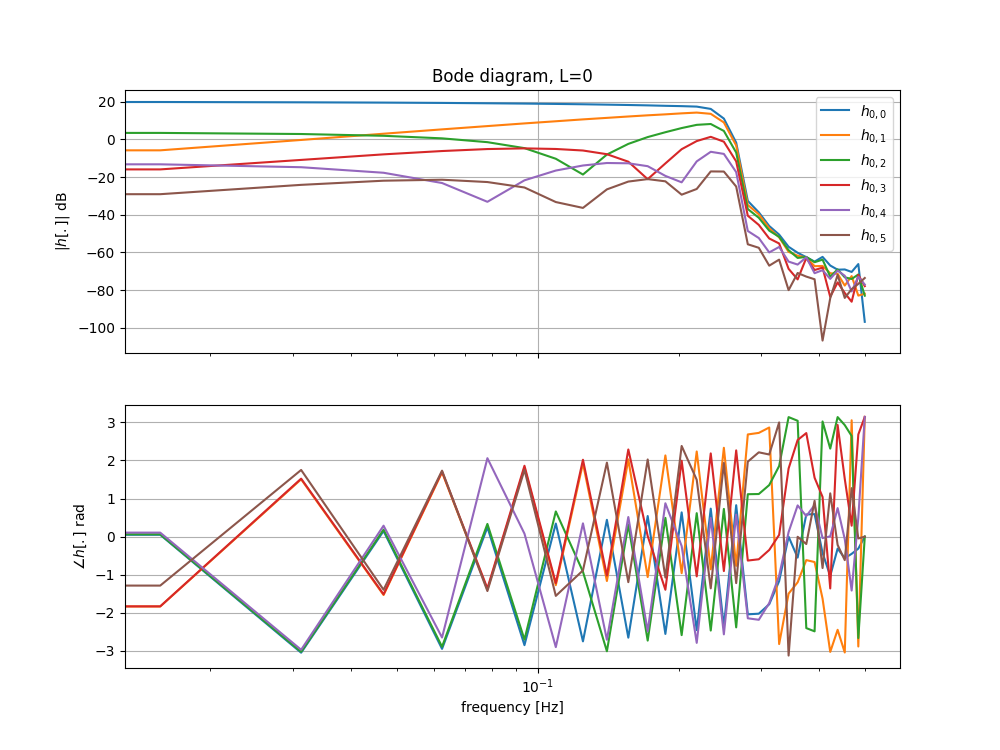 Bode diagram, L=0
|h[.]| dB
20
0
−20
−40
−60
−80
−100
h0,0
h0,1
h0,2
h0,3
h0,4
h0,5
∠h[.] rad
3
2
1
0
−1
−2
−3
10−1
frequency [Hz]